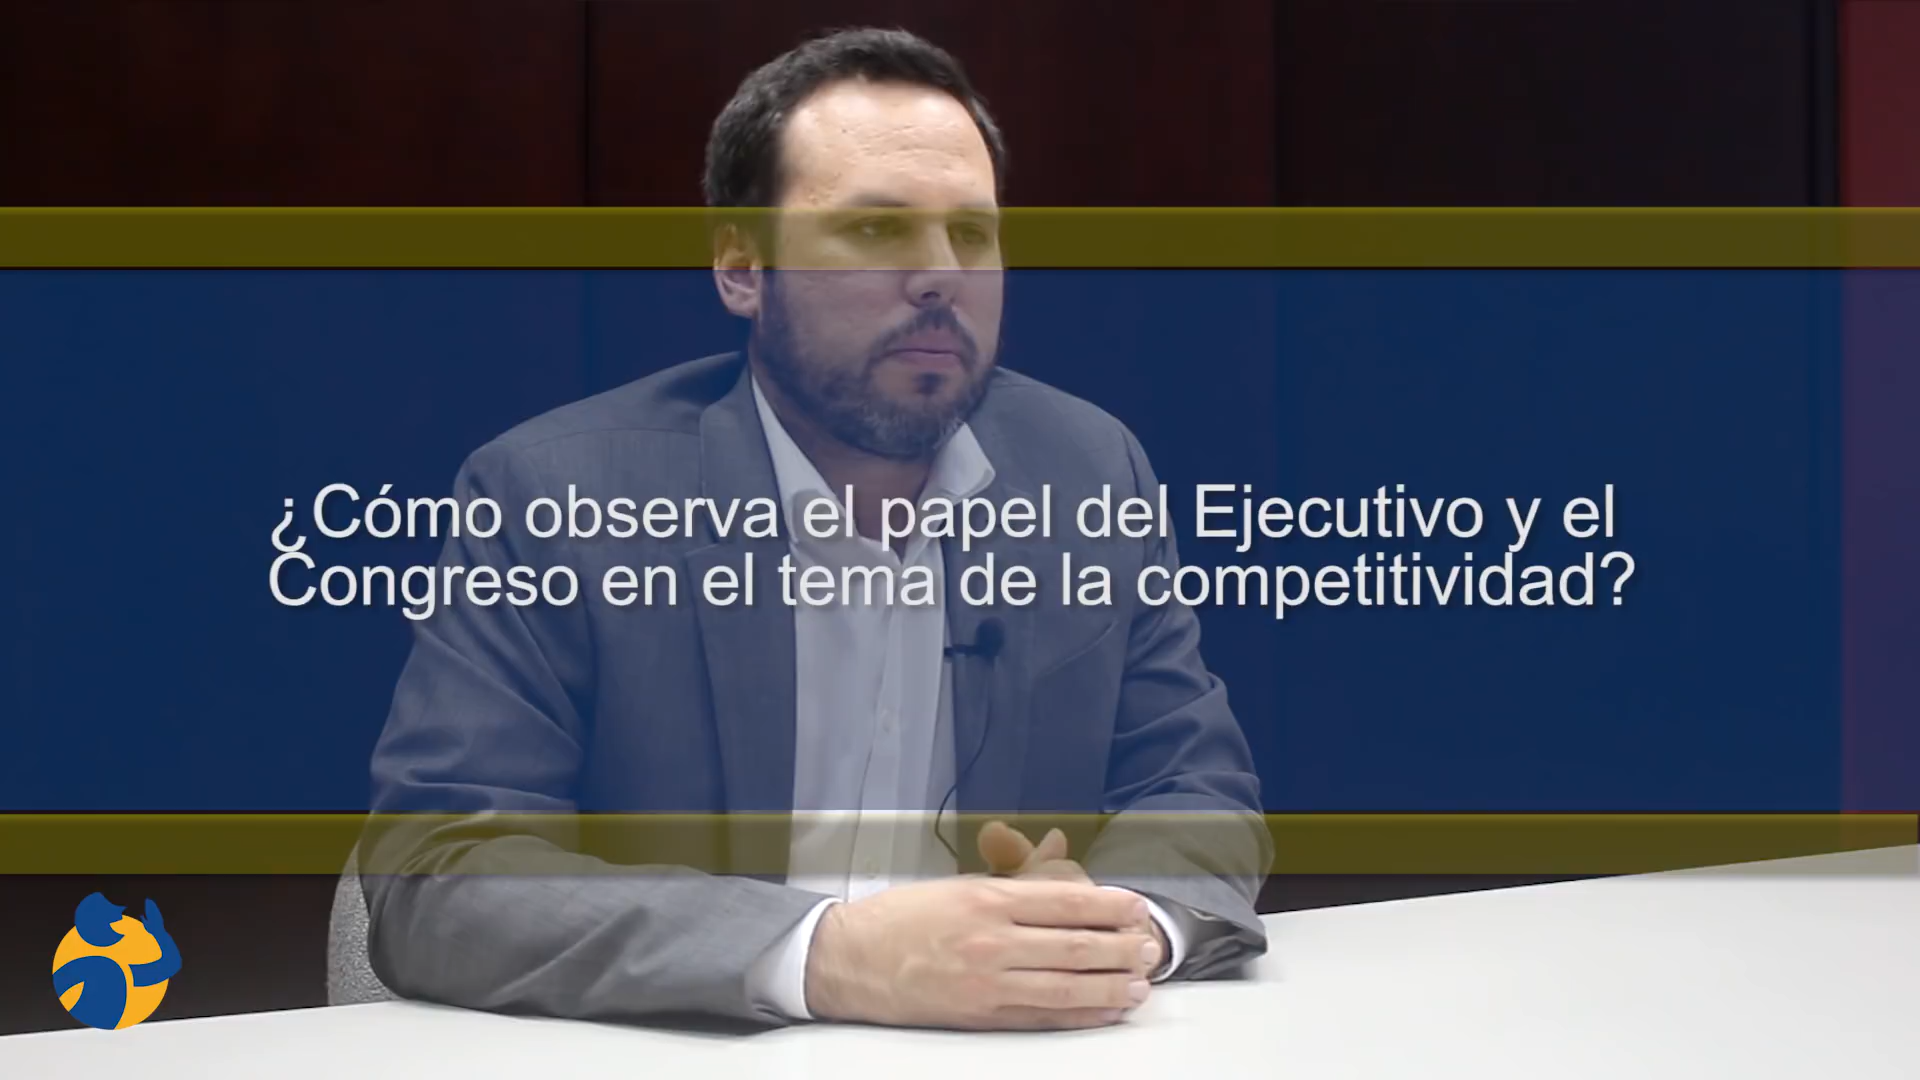 ¿Cómo observa el papel del Ejecutivo y el
Congreso en el tema de la competitividad?